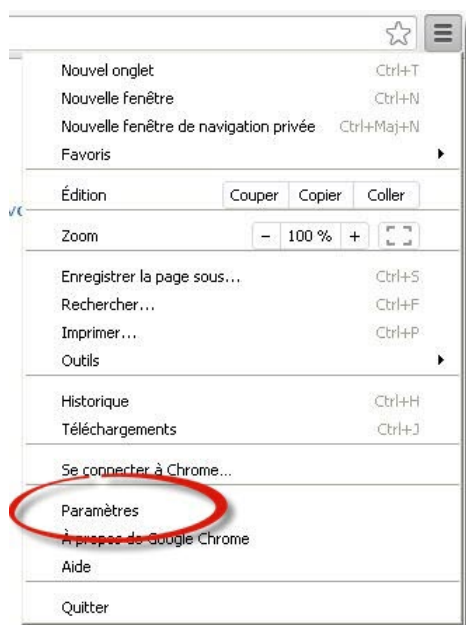 Nouvel onglet Ctrl+T
Nouvelle fenêtre Ctrl+N
Nouvelle fenêtre de navigation privée Ctrl+Maj+N
Favoris
Édition Couper Copier Coller
Zoom - 100 % +
Enregistrer la page sous... Ctrl+S
Rechercher... Ctrl+F
Imprimer... Ctrl+P
Outils
Historique Ctrl+H
Téléchargements Ctrl+J
Se connecter à Chrome...
Paramètres
À propos de Google Chrome
Aide
Quitter